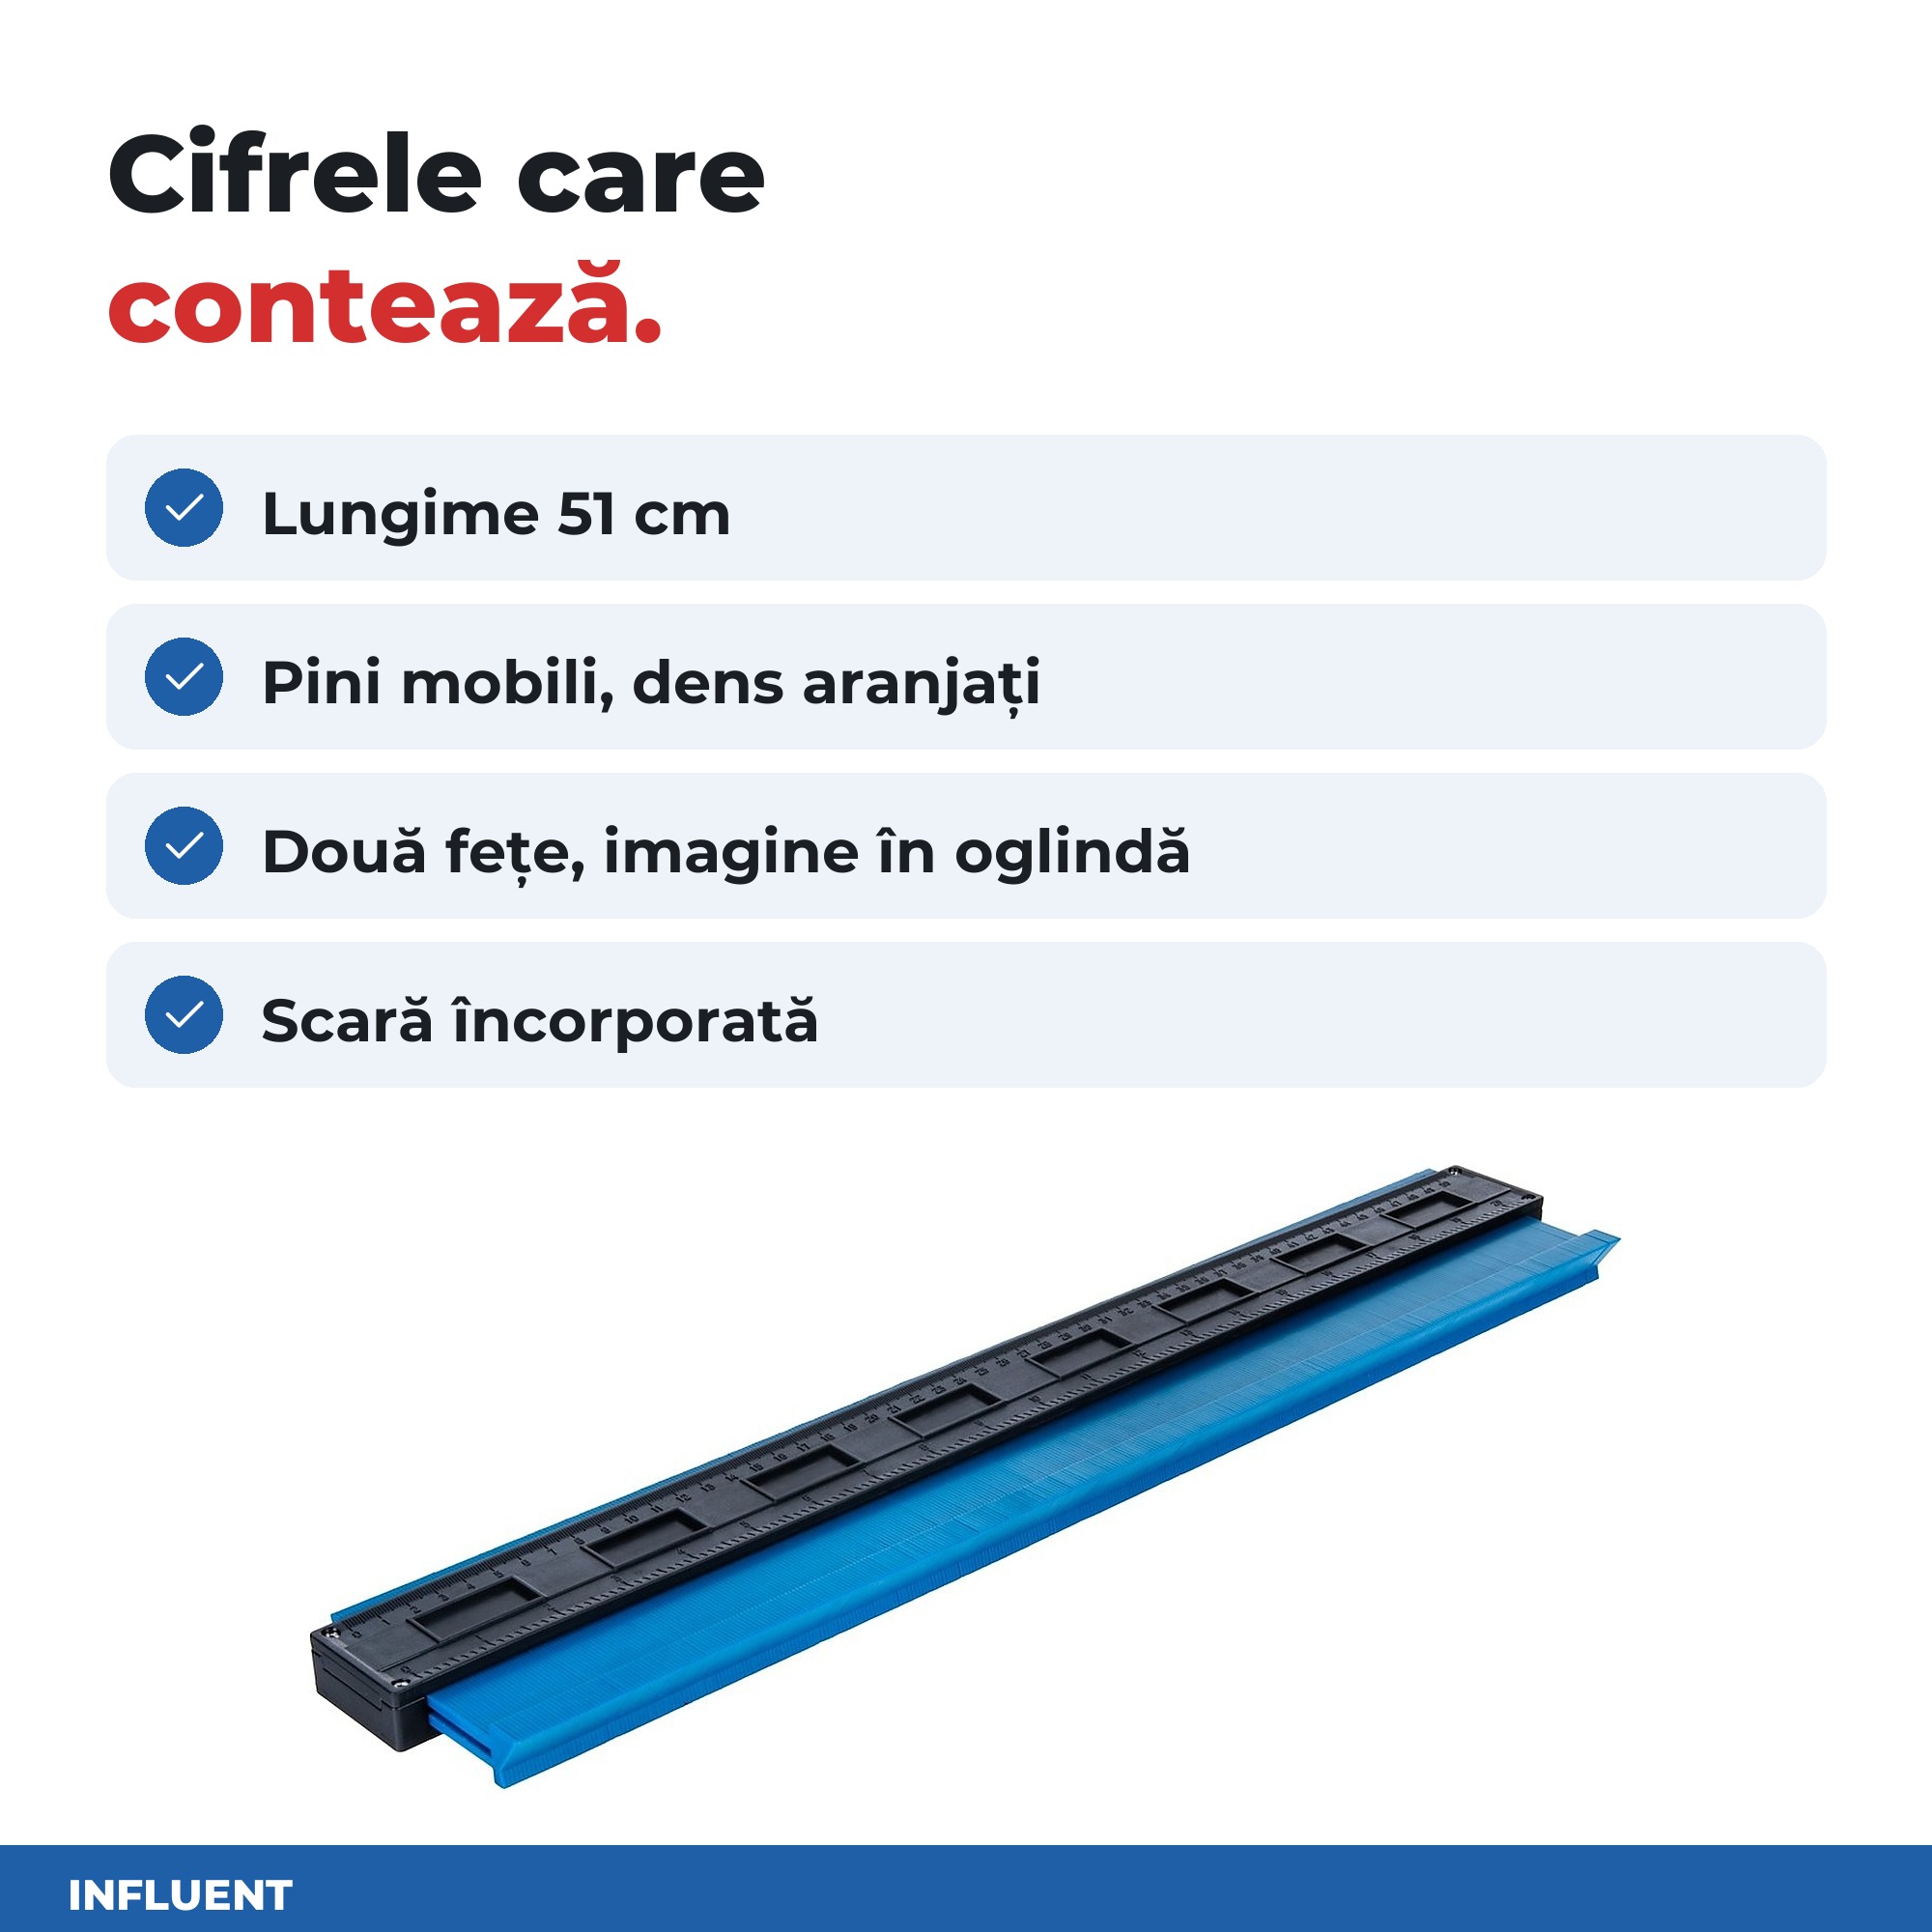 Cifrele care
contează.
Lungime 51 cm
Pini mobili, dens aranjați
Două fețe, imagine în oglindă
Scară încorporată
INFLUENT